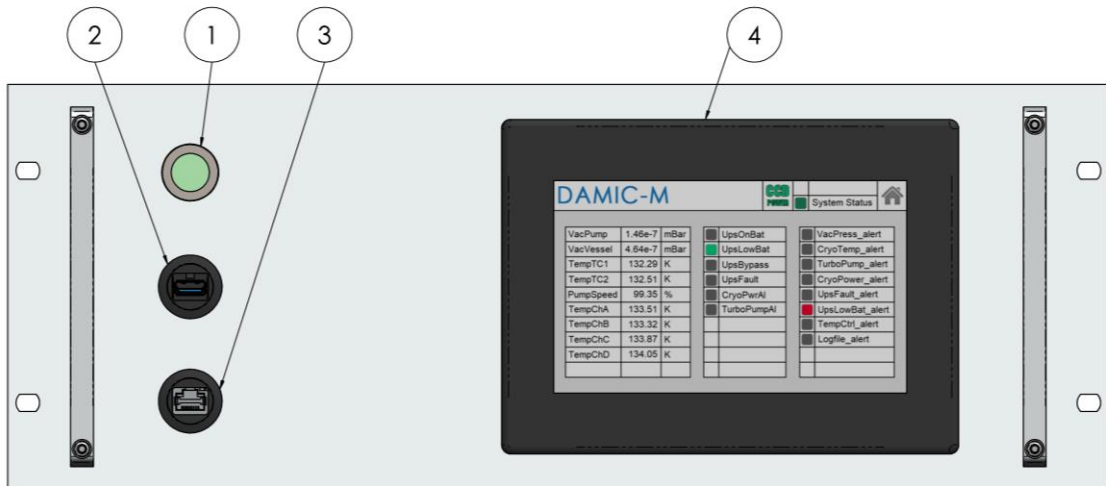 2 1 3 4
DAMIC-M
CCD
POWER
System Status
VacPump 1.46e-7 mBar
VacVessel 4.64e-7 mBar
TempTC1 132.29 K
TempTC2 132.51 K
PumpSpeed 99.35 %
TempChA 133.51 K
TempChB 133.32 K
TempChC 133.87 K
TempChD 134.05 K
UpsOnBat
UpsLowBat
UpsBypass
UpsFault
CryoPwrAl
TurboPumpAl
VacPress_alert
CryoTemp_alert
TurboPump_alert
CryoPower_alert
UpsFault_alert
UpsLowBat_alert
TempCtrl_alert
Logfile_alert